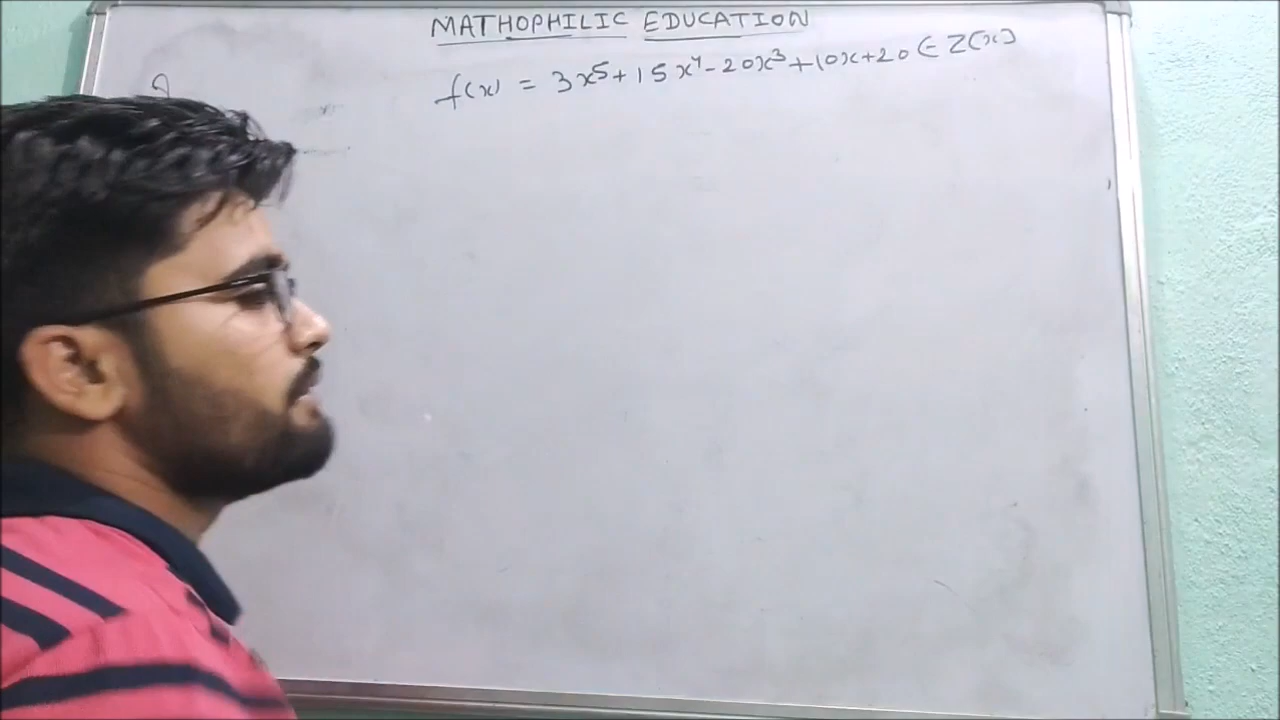 MATHOPHILIC EDUCATION
f(x) = 3x⁵+15x⁴-20x³+10x+20 ∈ Z[x]